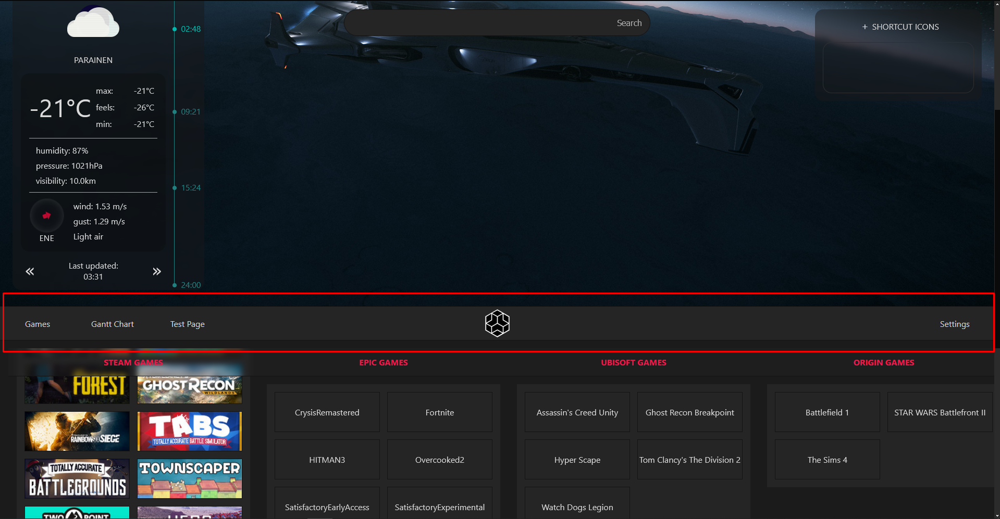 02:48
Search
+ SHORTCUT ICONS
PARAINEN
-21°C
max: -21°C
feels: -26°C
min: -21°C
09:21
humidity: 87%
pressure: 1021hPa
visibility: 10.0km
15:24
wind: 1.53 m/s
gust: 1.29 m/s
Light air
ENE
« Last updated: »
03:31
24:00
Games Gantt Chart Test Page Settings
STEAM GAMES EPIC GAMES UBISOFT GAMES ORIGIN GAMES
FOREST
GHOST RECON
WILDLANDS
CrysisRemastered Fortnite Assassin's Creed Unity Ghost Recon Breakpoint Battlefield 1 STAR WARS Battlefront II
RAINBOW SIX SIEGE
TABS
TOTALLY ACCURATE BATTLE SIMULATOR
HITMAN3 Overcooked2 Hyper Scape Tom Clancy's The Division 2 The Sims 4
TOTALLY ACCURATE
BATTLEGROUNDS
TOWNSCAPER
SatisfactoryEarlyAccess SatisfactoryExperimental Watch Dogs Legion
TWO POINT